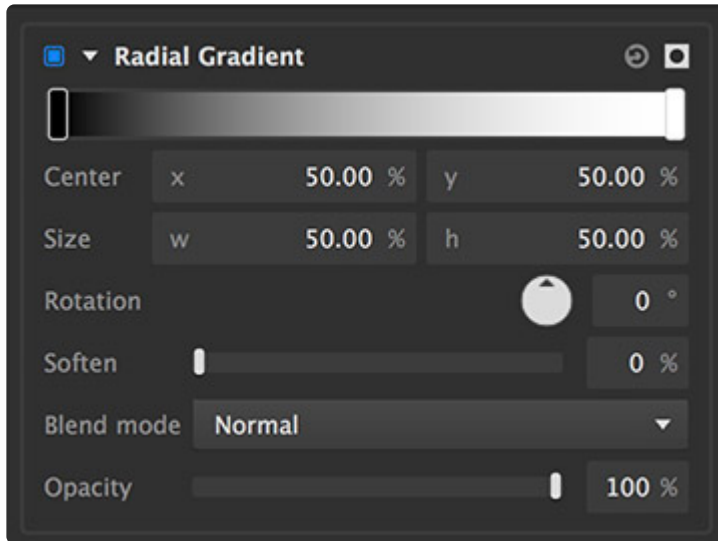 Radial Gradient
Center x 50.00 % y 50.00 %
Size w 50.00 % h 50.00 %
Rotation 0 °
Soften 0 %
Blend mode Normal
Opacity 100 %